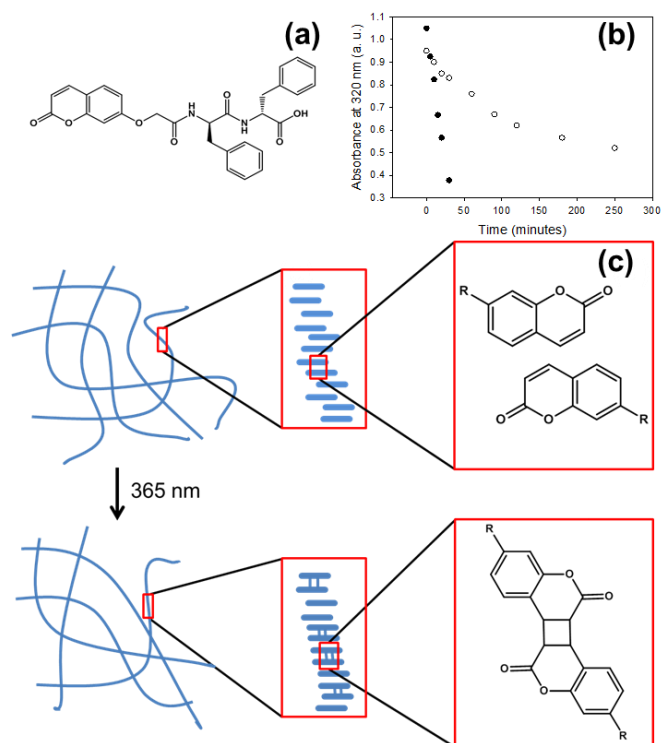 (a)
O
O
O
O
H
N
O
N
H
O
OH
(b)
Absorbance at 320 nm (a. u.)
1.1
1.0
0.9
0.8
0.7
0.6
0.5
0.4
0.3
0
50
100
150
200
250
300
Time (minutes)
(c)
R
O
O
O
O
R
365 nm
R
O
O
O
O
R